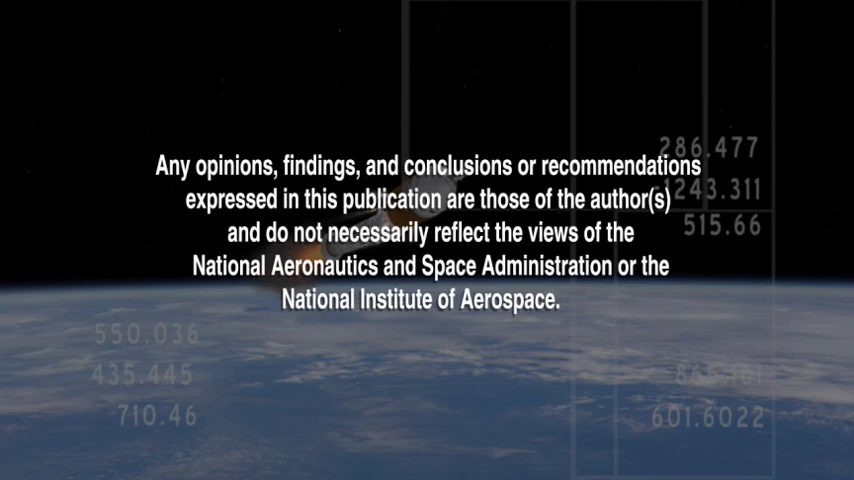 Any opinions, findings, and conclusions or recommendations
expressed in this publication are those of the author(s)
and do not necessarily reflect the views of the
National Aeronautics and Space Administration or the
National Institute of Aerospace.
286.477
243.311
515.66
550.036
435.445
710.46
601.6022